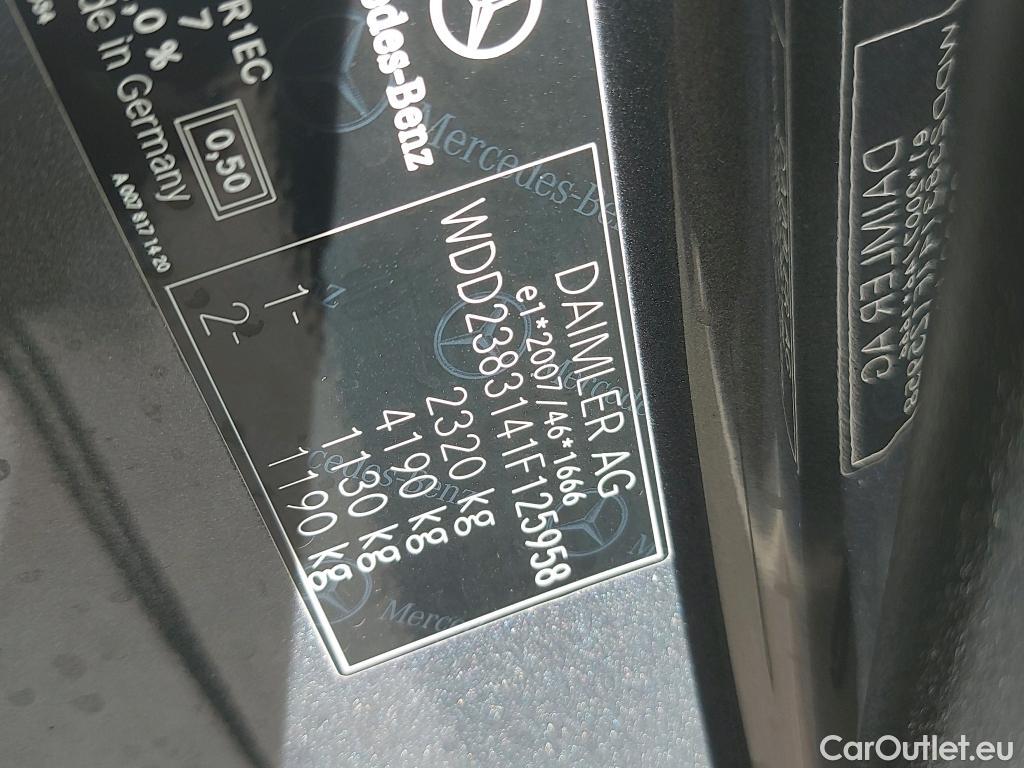 DAIMLER AG
e1*2007/46*1666
WDD2383141F125958
2320 kg
4190 kg
1- 1130 kg
2- 1190 kg
Z
Mercedes-Benz
des-Benz
R1EC
7
,0 %
de in Germany
0,50
A 007 817 14 20
DAIMLER AG
CarOutlet.eu